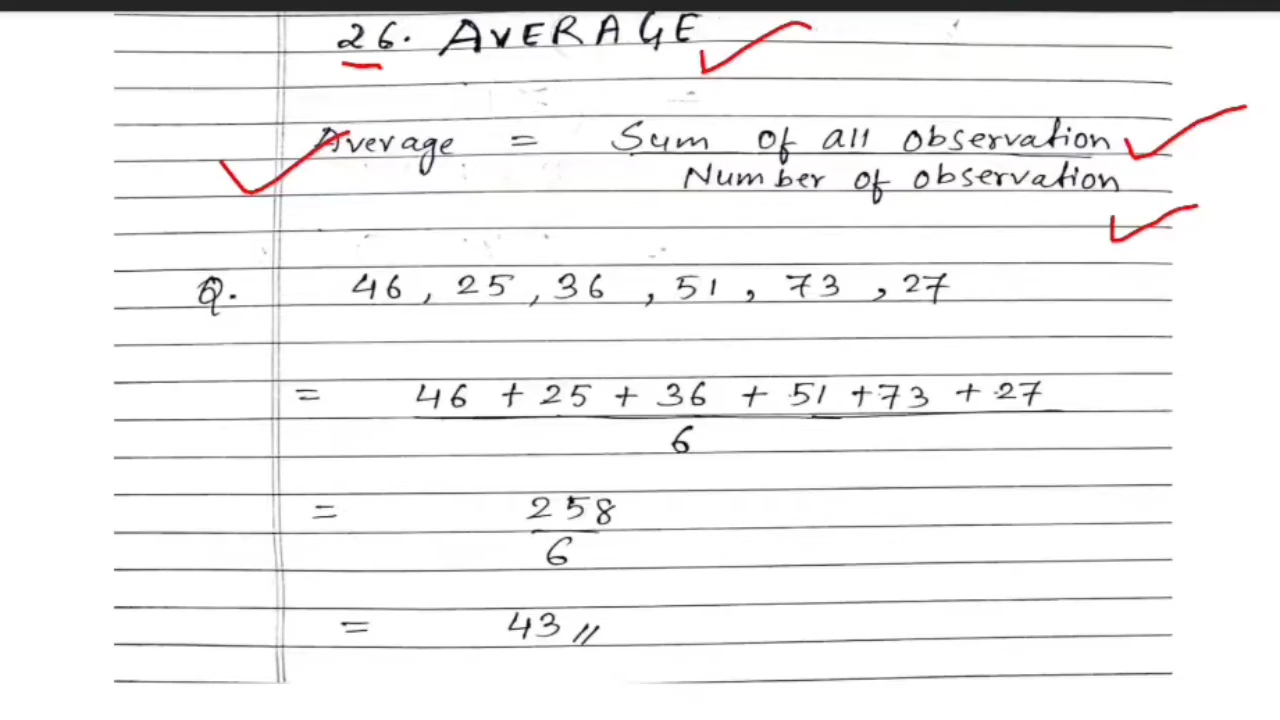 26. AVERAGE
Average = Sum of all observation
Number of observation
Q. 46, 25, 36, 51, 73, 27
= 46 + 25 + 36 + 51 + 73 + 27
6
= 258
6
= 43 //